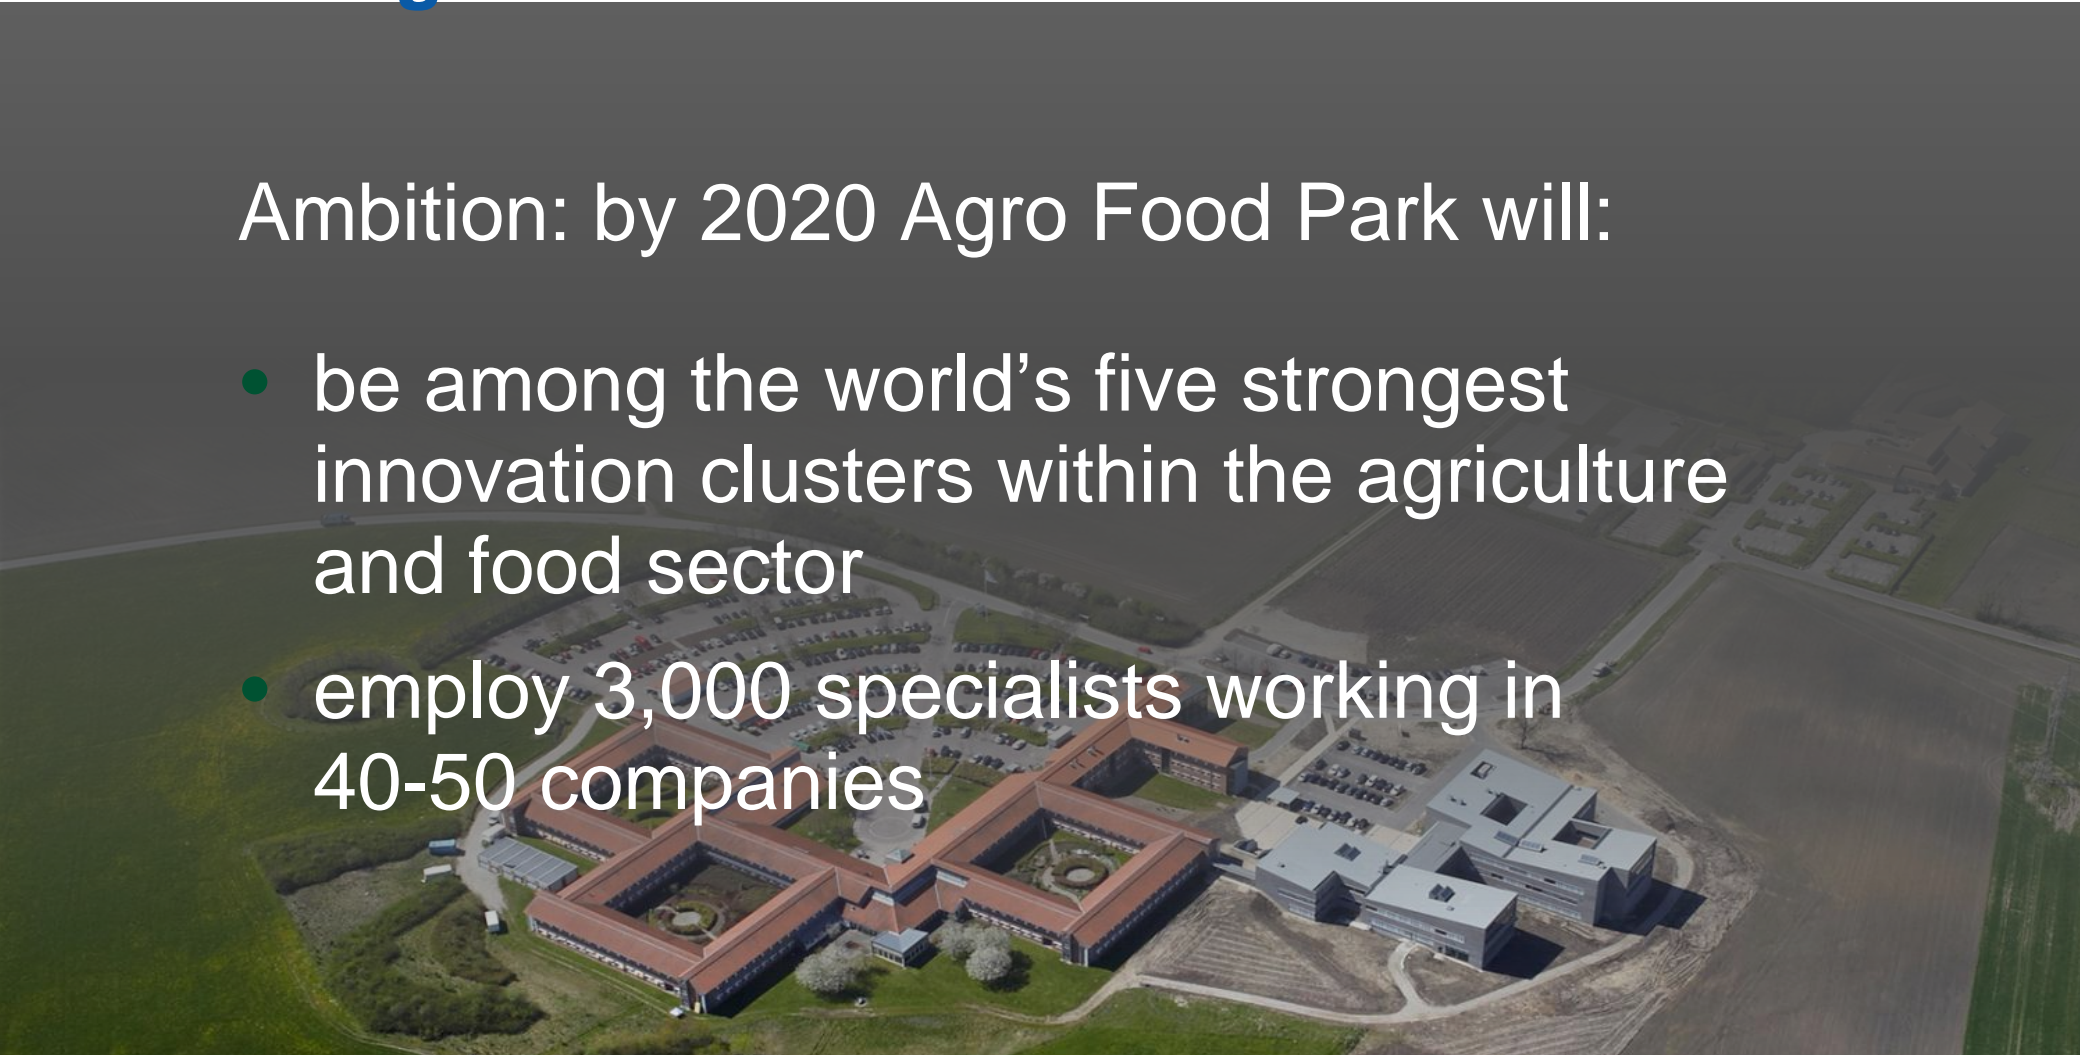 Ambition: by 2020 Agro Food Park will:
• be among the world’s five strongest
innovation clusters within the agriculture
and food sector
• employ 3,000 specialists working in
40-50 companies